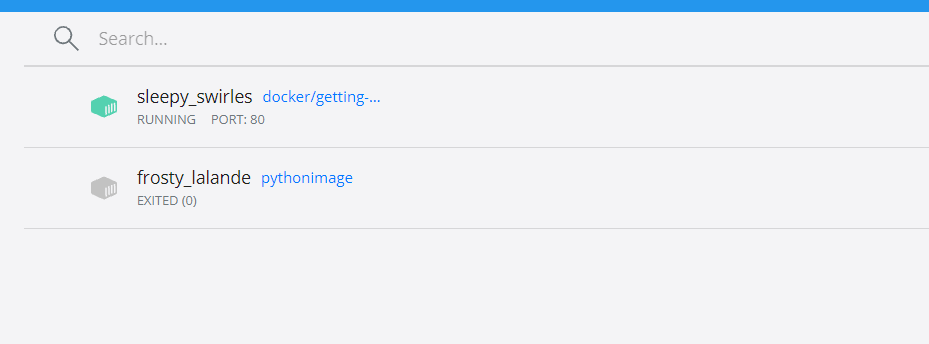 Search...
sleepy_swirles docker/getting-...
RUNNING PORT: 80
frosty_lalande pythonimage
EXITED (0)